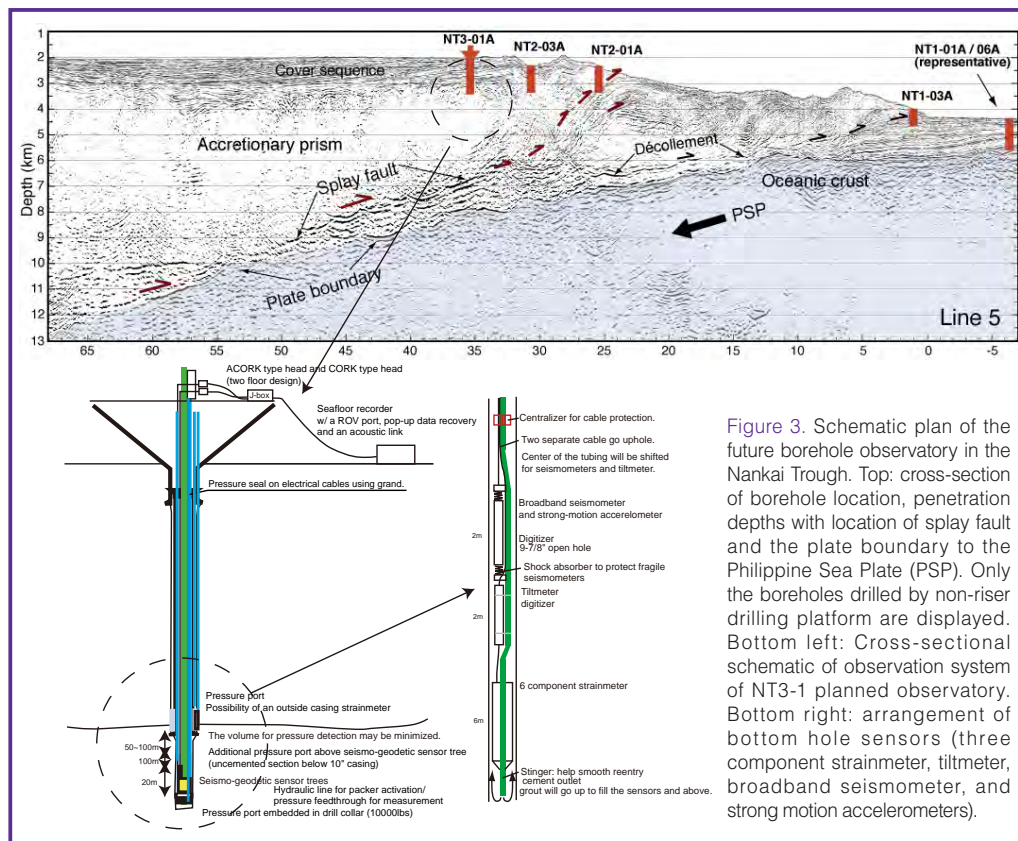 1
2
3
4
5
6
7
8
9
10
11
12
13
Depth (km)
NT3-01A
NT2-03A
NT2-01A
NT1-01A / 06A
(representative)
NT1-03A
Cover sequence
Accretionary prism
Splay fault
Décollement
Oceanic crust
PSP
Plate boundary
Line 5
65
60
55
50
45
40
35
30
25
20
15
10
5
0
-5
ACORK type head and CORK type head
(two floor design)
J-box
Seafloor recorder
w/ a ROV port, pop-up data recovery
and an acoustic link
Pressure seal on electrical cables using grand.
Pressure port
Possibility of an outside casing strainmeter
The volume for pressure detection may be minimized.
50~100m
Additional pressure port above seismo-geodetic sensor tree
(uncemented section below 10" casing)
100m
20m
Seismo-geodetic sensor trees
Hydraulic line for packer activation/
pressure feedthrough for measurement
Pressure port embedded in drill collar (10000lbs)
Centralizer for cable protection.
Two separate cable go uphole.
Center of the tubing will be shifted
for seismometers and tiltmeter.
Broadband seismometer
and strong-motion accerelometer
2m
Digitizer
9-7/8" open hole
Shock absorber to protect fragile
seismometers
Tiltmeter
digitizer
2m
6 component strainmeter
6m
Stinger: help smooth reentry
cement outlet
grout will go up to fill the sensors and above.
Figure 3. Schematic plan of the
future borehole observatory in the
Nankai Trough. Top: cross-section
of borehole location, penetration
depths with location of splay fault
and the plate boundary to the
Philippine Sea Plate (PSP). Only
the boreholes drilled by non-riser
drilling platform are displayed.
Bottom left: Cross-sectional
schematic of observation system
of NT3-1 planned observatory.
Bottom right: arrangement of
bottom hole sensors (three
component strainmeter, tiltmeter,
broadband seismometer, and
strong motion accelerometers).